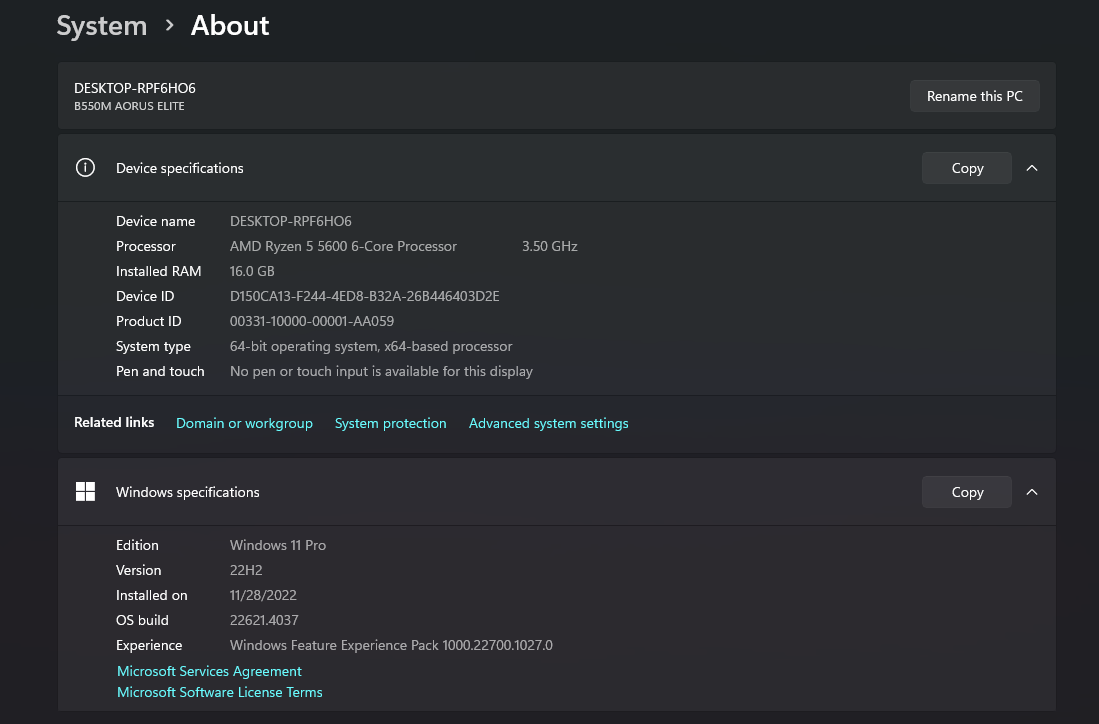 System > About
DESKTOP-RPF6HO6
B550M AORUS ELITE
Rename this PC
Device specifications
Copy
Device name DESKTOP-RPF6HO6
Processor AMD Ryzen 5 5600 6-Core Processor 3.50 GHz
Installed RAM 16.0 GB
Device ID D150CA13-F244-4ED8-B32A-26B446403D2E
Product ID 00331-10000-00001-AA059
System type 64-bit operating system, x64-based processor
Pen and touch No pen or touch input is available for this display
Related links Domain or workgroup System protection Advanced system settings
Windows specifications
Copy
Edition Windows 11 Pro
Version 22H2
Installed on 11/28/2022
OS build 22621.4037
Experience Windows Feature Experience Pack 1000.22700.1027.0
Microsoft Services Agreement
Microsoft Software License Terms